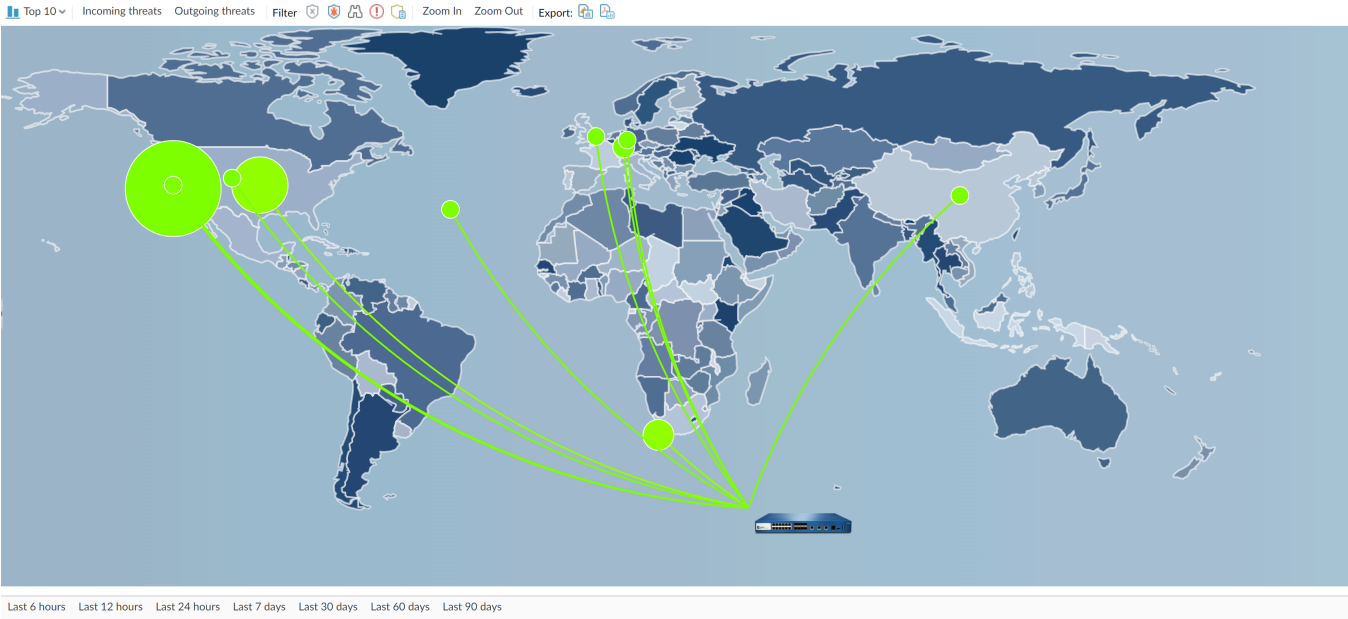 Top 10 Incoming threats Outgoing threats Filter Zoom In Zoom Out Export:
Last 6 hours Last 12 hours Last 24 hours Last 7 days Last 30 days Last 60 days Last 90 days